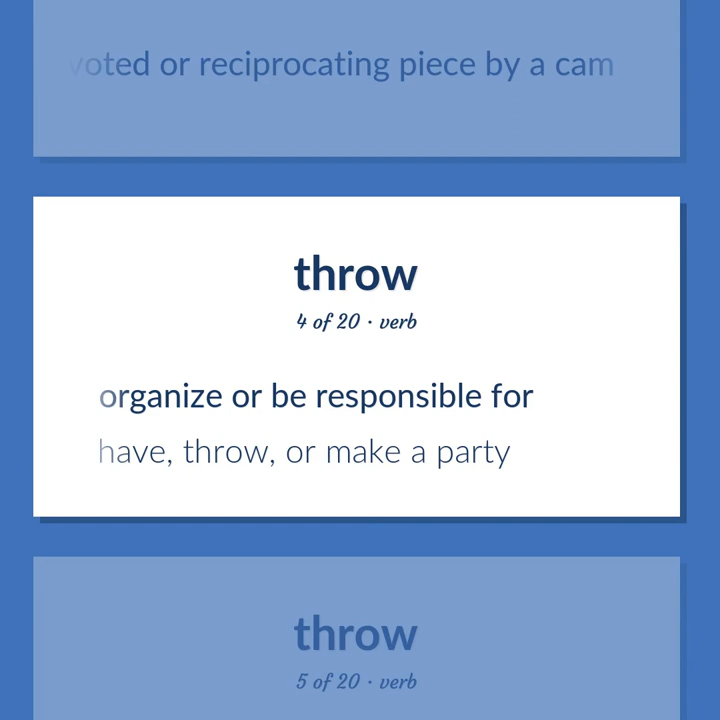 voted or reciprocating piece by a cam
throw
4 of 20 · verb
organize or be responsible for
have, throw, or make a party
throw
5 of 20 · verb